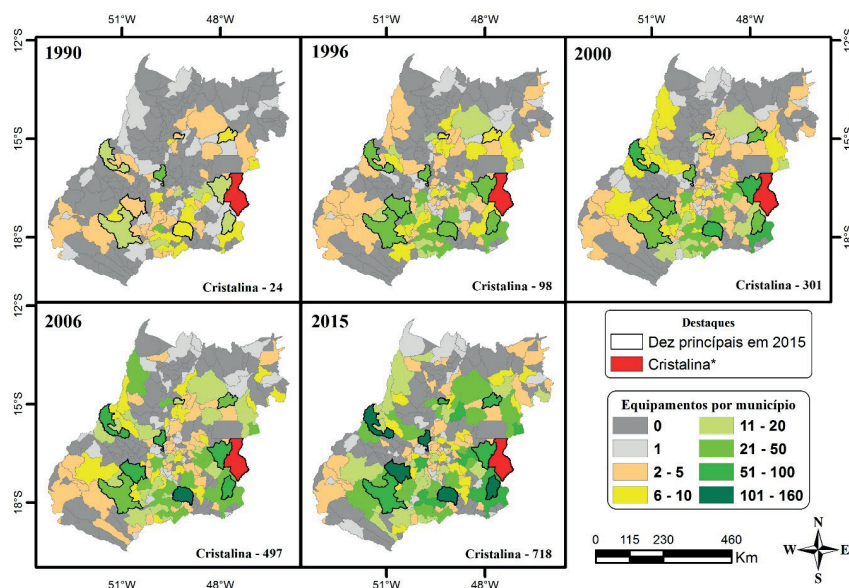 51°W 48°W 51°W 48°W 51°W 48°W
12°S
15°S
18°S
1990
Cristalina - 24
1996
Cristalina - 98
12°S
15°S
18°S
2000
Cristalina - 301
12°S
15°S
18°S
2006
Cristalina - 497
2015
Cristalina - 718
51°W 48°W 51°W 48°W
Destaques
Dez princípais em 2015
Cristalina*
Equipamentos por município
0 11 - 20
1 21 - 50
2 - 5 51 - 100
6 - 10 101 - 160
0 115 230 460
Km
N
W E
S